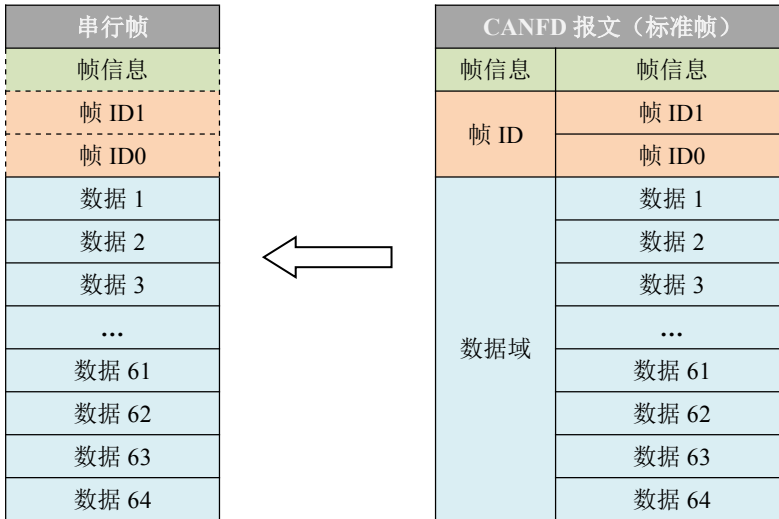 串行帧
帧信息
帧 ID1
帧 ID0
数据 1
数据 2
数据 3
...
数据 61
数据 62
数据 63
数据 64
CANFD 报文（标准帧）
帧信息 帧信息
帧 ID
帧 ID1
帧 ID0
数据域
数据 1
数据 2
数据 3
...
数据 61
数据 62
数据 63
数据 64